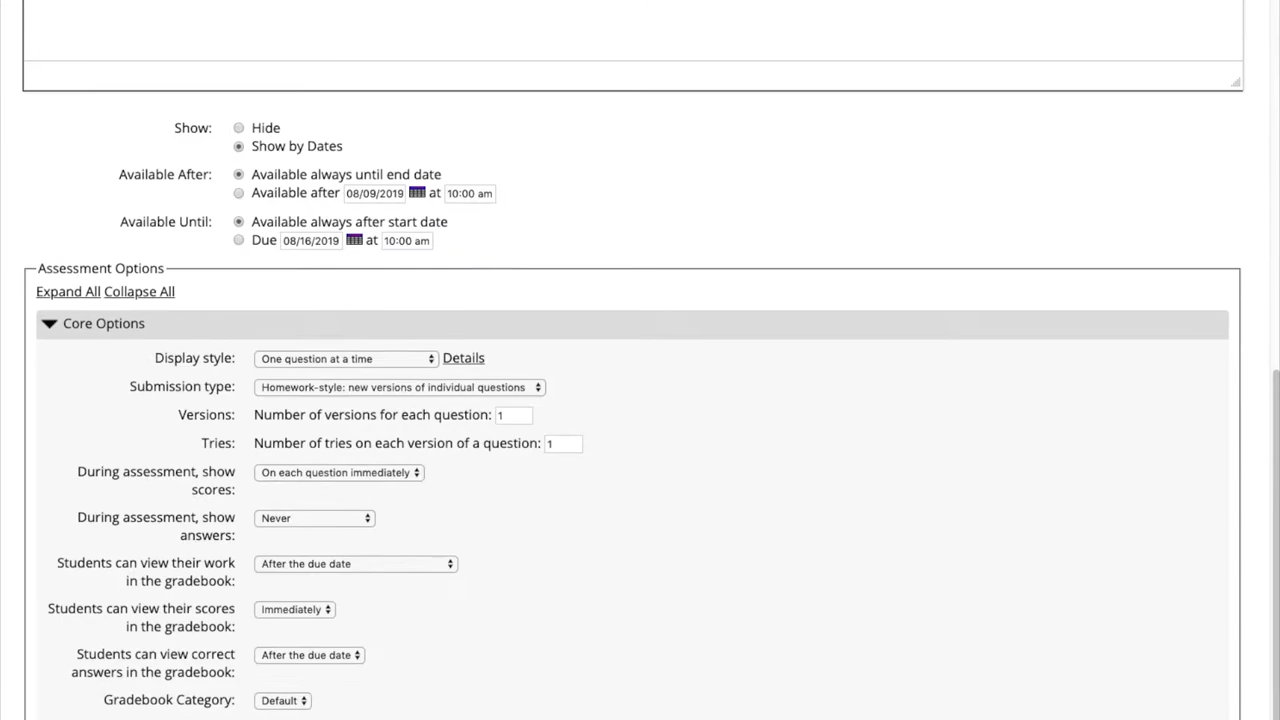 Show: Hide
Show by Dates
Available After: Available always until end date
Available after 08/09/2019 at 10:00 am
Available Until: Available always after start date
Due 08/16/2019 at 10:00 am
Assessment Options
Expand All Collapse All
Core Options
Display style: One question at a time Details
Submission type: Homework-style: new versions of individual questions
Versions: Number of versions for each question: 1
Tries: Number of tries on each version of a question: 1
During assessment, show scores: On each question immediately
During assessment, show answers: Never
Students can view their work in the gradebook: After the due date
Students can view their scores in the gradebook: Immediately
Students can view correct answers in the gradebook: After the due date
Gradebook Category: Default